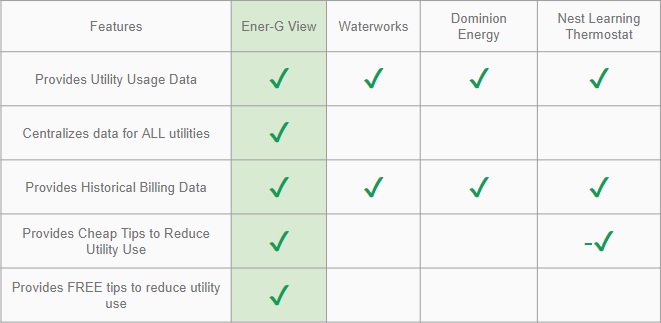 Features
Ener-G View
Waterworks
Dominion
Energy
Nest Learning
Thermostat
Provides Utility Usage Data
✓ ✓ ✓ ✓
Centralizes data for ALL utilities
✓
Provides Historical Billing Data
✓ ✓ ✓ ✓
Provides Cheap Tips to Reduce
Utility Use
✓ -✓
Provides FREE tips to reduce utility
use
✓